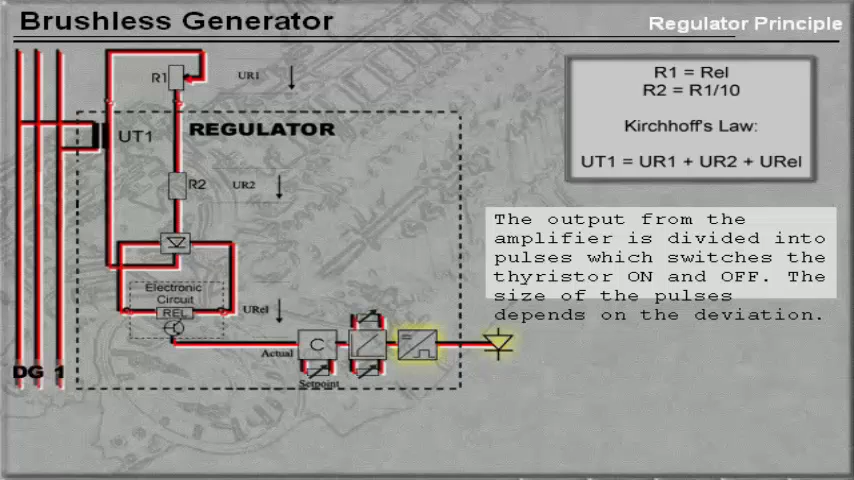 Brushless Generator
Regulator Principle
R1
UR1
R1 = Rel
R2 = R1/10
Kirchhoff's Law:
UT1 = UR1 + UR2 + URel
UT1
REGULATOR
R2
UR2
The output from the
amplifier is divided into
pulses which switches the
thyristor ON and OFF. The
size of the pulses
depends on the deviation.
Electronic
Circuit
REL
URel
Actual
C
Setpoint
DG 1